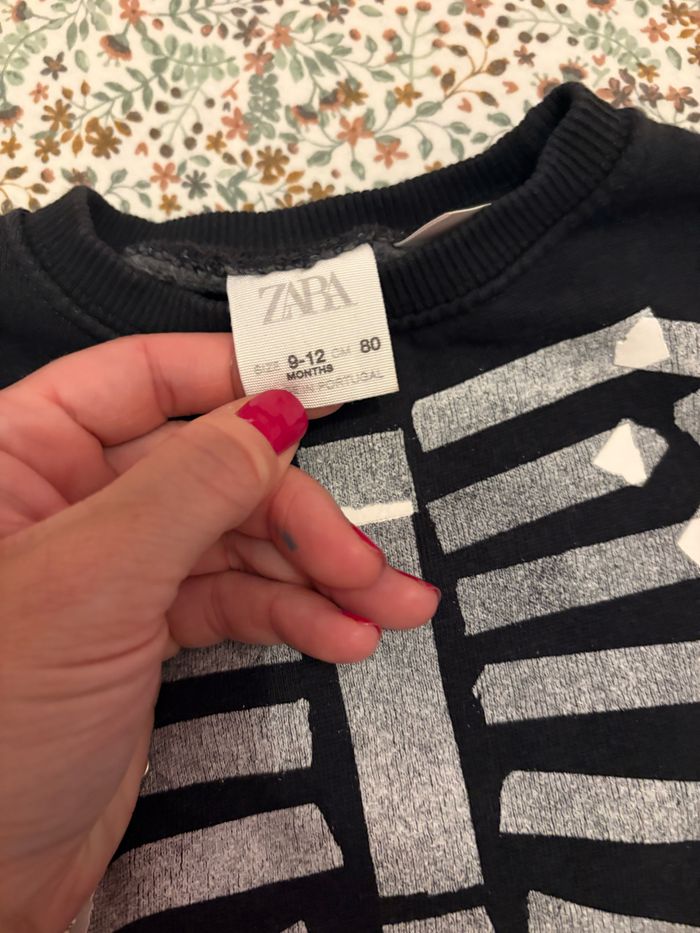 ZARA
SIZE 9-12 CM 80
MONTHS
IN PORTUGAL